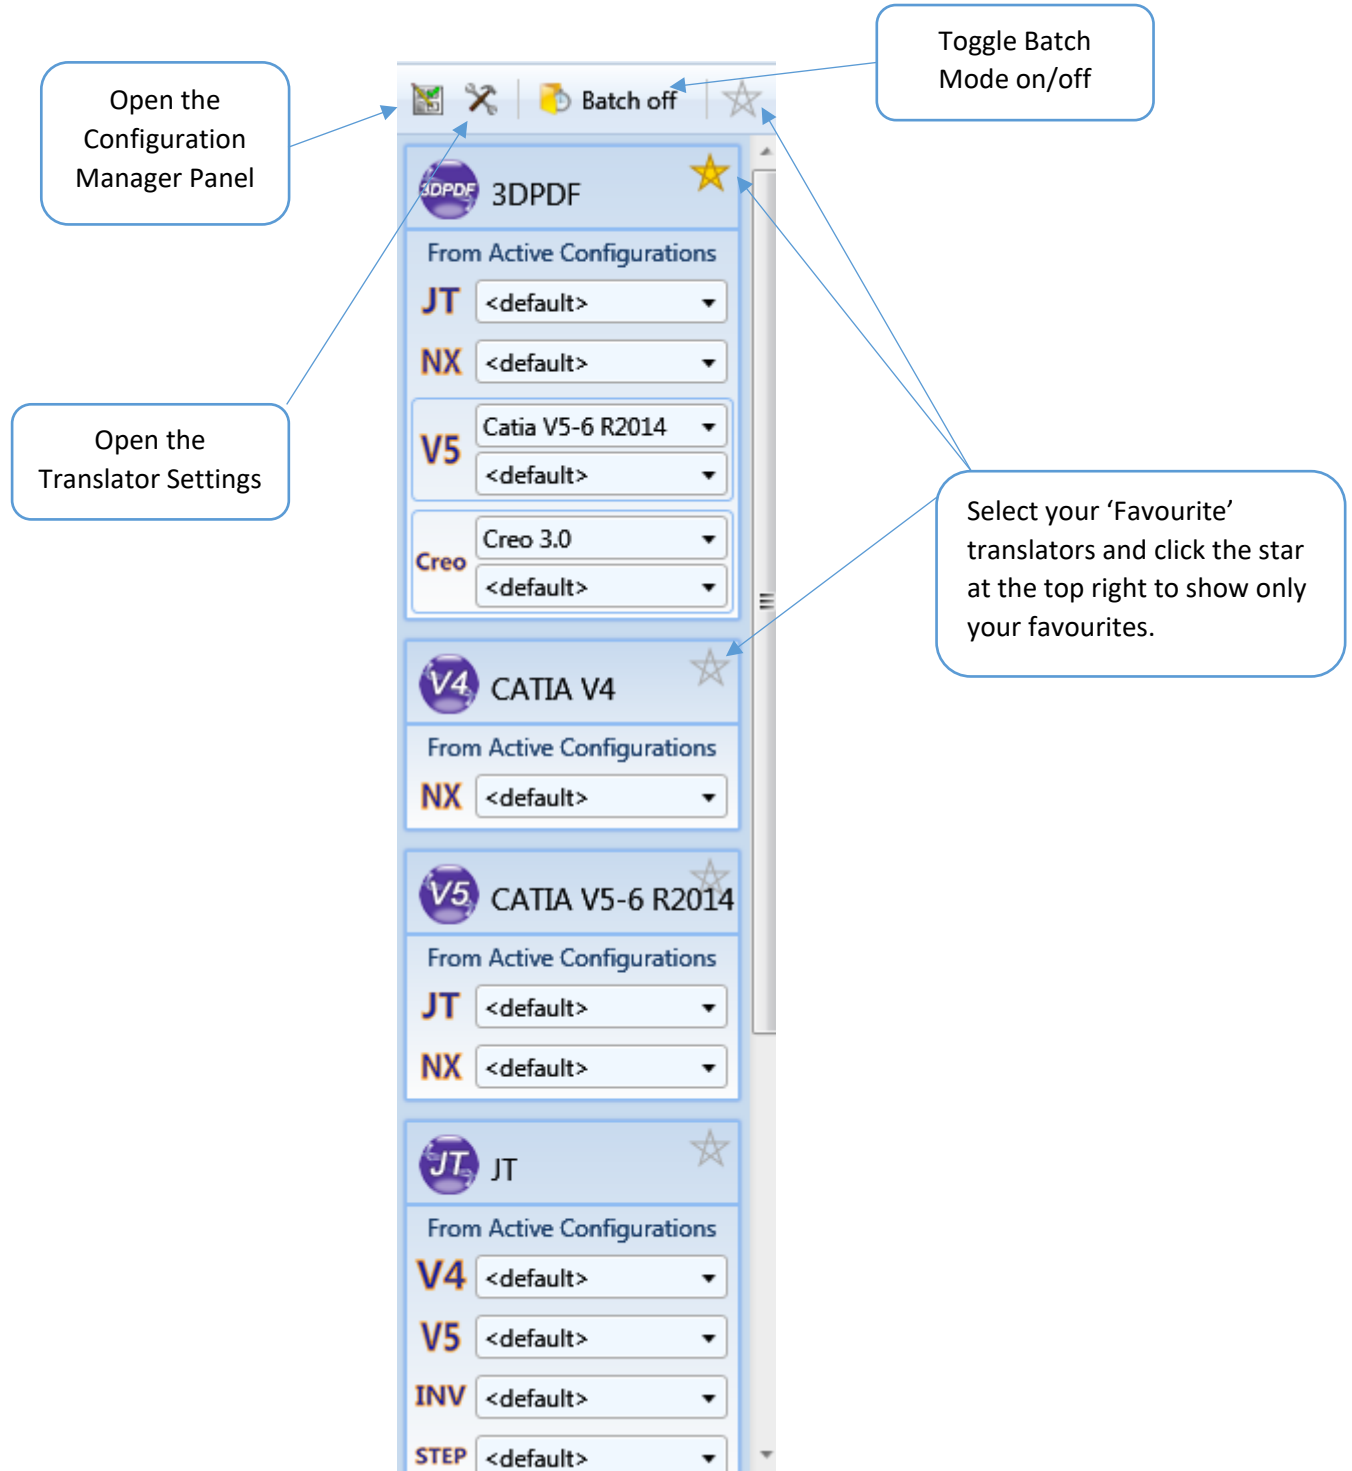 Toggle Batch
Mode on/off
Open the
Configuration
Manager Panel
Batch off
3DPDF
3DPDF
From Active Configurations
JT <default>
NX <default>
V5 Catia V5-6 R2014
<default>
Creo Creo 3.0
<default>
Open the
Translator Settings
Select your ‘Favourite’
translators and click the star
at the top right to show only
your favourites.
V4 CATIA V4
From Active Configurations
NX <default>
V5 CATIA V5-6 R2014
From Active Configurations
JT <default>
NX <default>
JT JT
From Active Configurations
V4 <default>
V5 <default>
INV <default>
STEP <default>